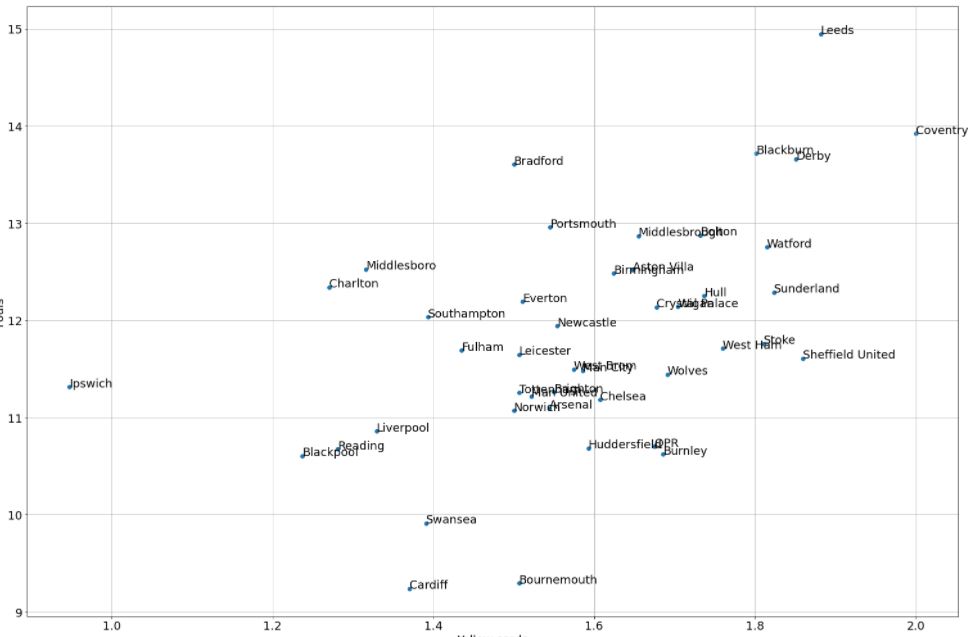 15
Leeds
14
Coventry
Blackburn
Derby
Bradford
13
Portsmouth
Middlesbrough
Bolton
Watford
Middlesboro
Aston Villa
Birmingham
Charlton
Sunderland
Hull
Everton
Crystal Palace
Wigan
Southampton
12
Newcastle
Stoke
West Ham
Fulham
Leicester
Sheffield United
West Brom
Man City
Wolves
Ipswich
Tottenham
Brighton
Man United
Chelsea
Arsenal
Norwich
11
Liverpool
Huddersfield
QPR
Reading
Burnley
Blackpool
10
Swansea
Bournemouth
Cardiff
9
1.0 1.2 1.4 1.6 1.8 2.0